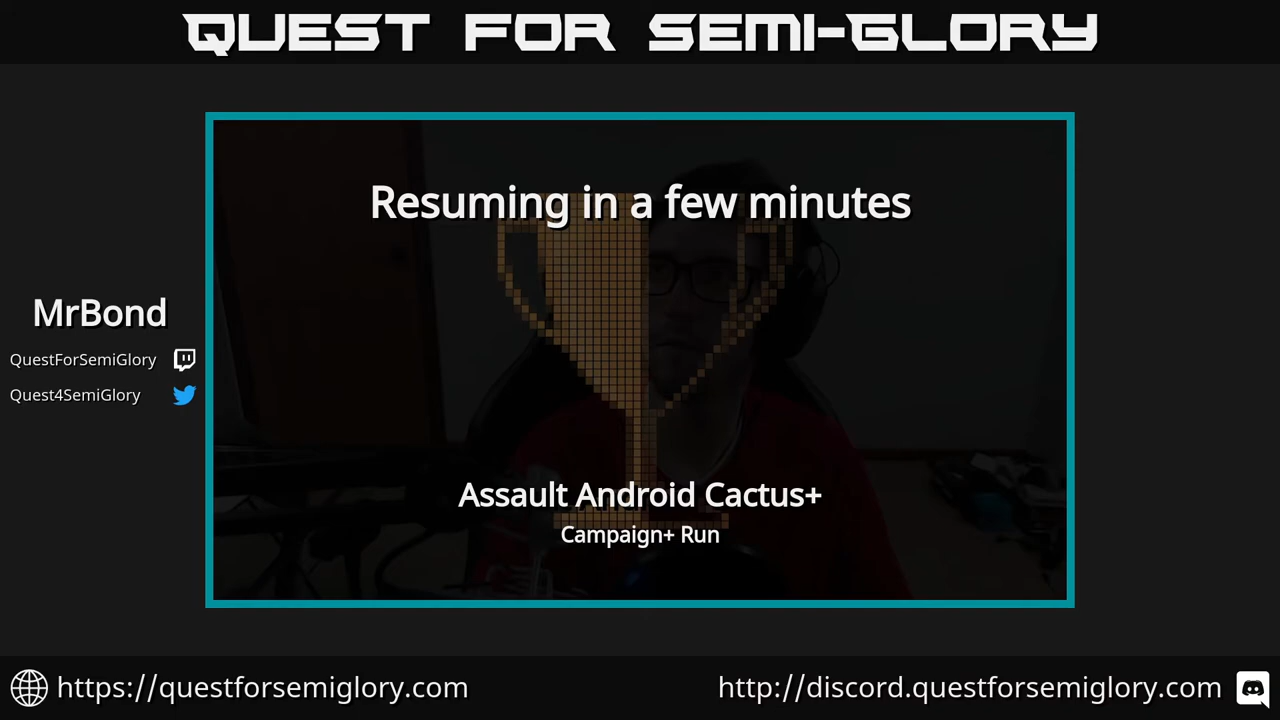 QUEST FOR SEMI-GLORY
Resuming in a few minutes
MrBond
QuestForSemiGlory
Quest4SemiGlory
Assault Android Cactus+
Campaign+ Run
https://questforsemiglory.com
http://discord.questforsemiglory.com